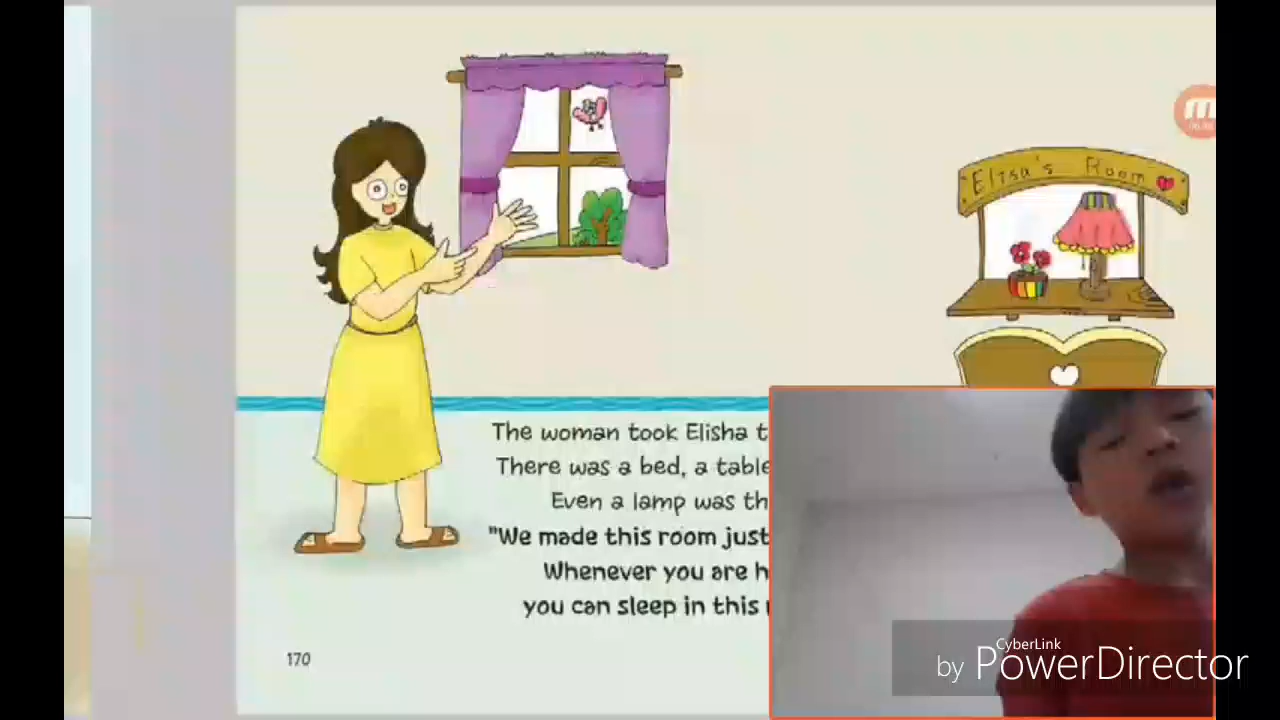 Elisa's Room
The woman took Elisha t
There was a bed, a table
Even a lamp was th
"We made this room just
Whenever you are h
you can sleep in this
170
CyberLink
by PowerDirector